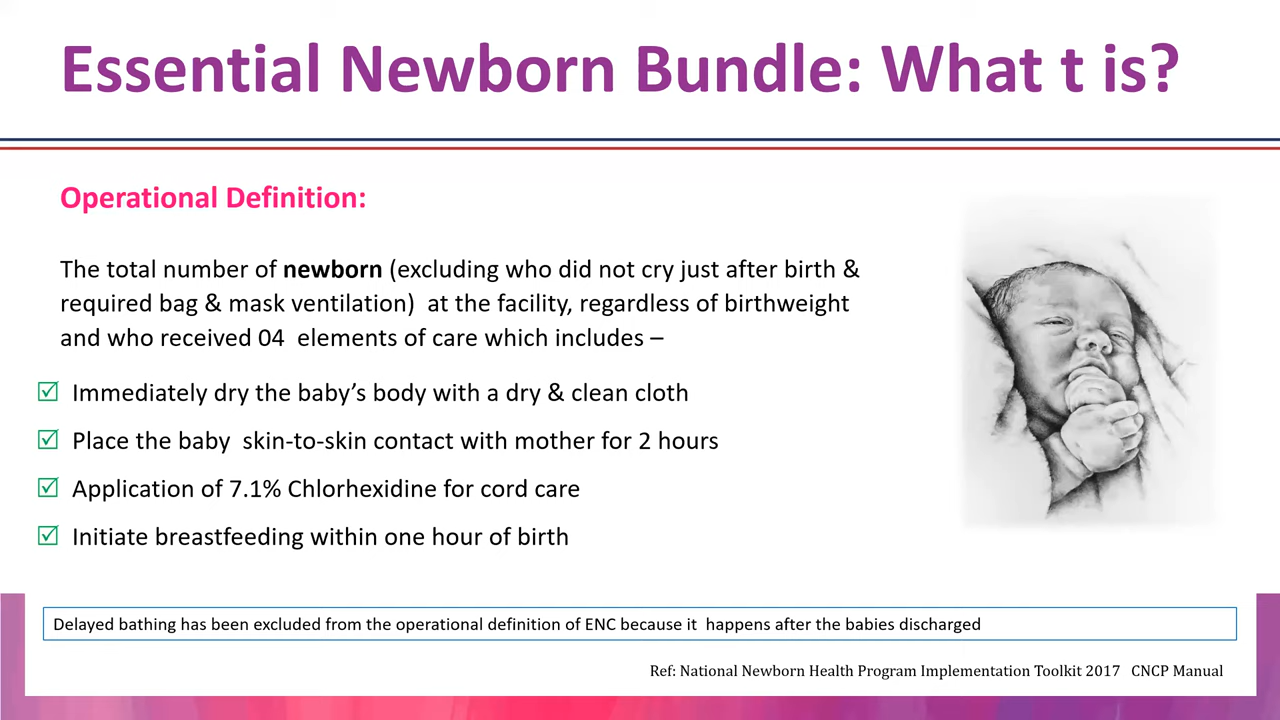 Essential Newborn Bundle: What t is?
Operational Definition:
The total number of newborn (excluding who did not cry just after birth &
required bag & mask ventilation)  at the facility, regardless of birthweight
and who received 04  elements of care which includes –
☑ Immediately dry the baby’s body with a dry & clean cloth
☑ Place the baby  skin-to-skin contact with mother for 2 hours
☑ Application of 7.1% Chlorhexidine for cord care
☑ Initiate breastfeeding within one hour of birth
Delayed bathing has been excluded from the operational definition of ENC because it  happens after the babies discharged
Ref: National Newborn Health Program Implementation Toolkit 2017   CNCP Manual